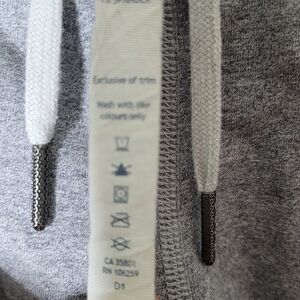 Exclusive of trim
Wash with like
colours only
CA 35801
RN 106259
D1